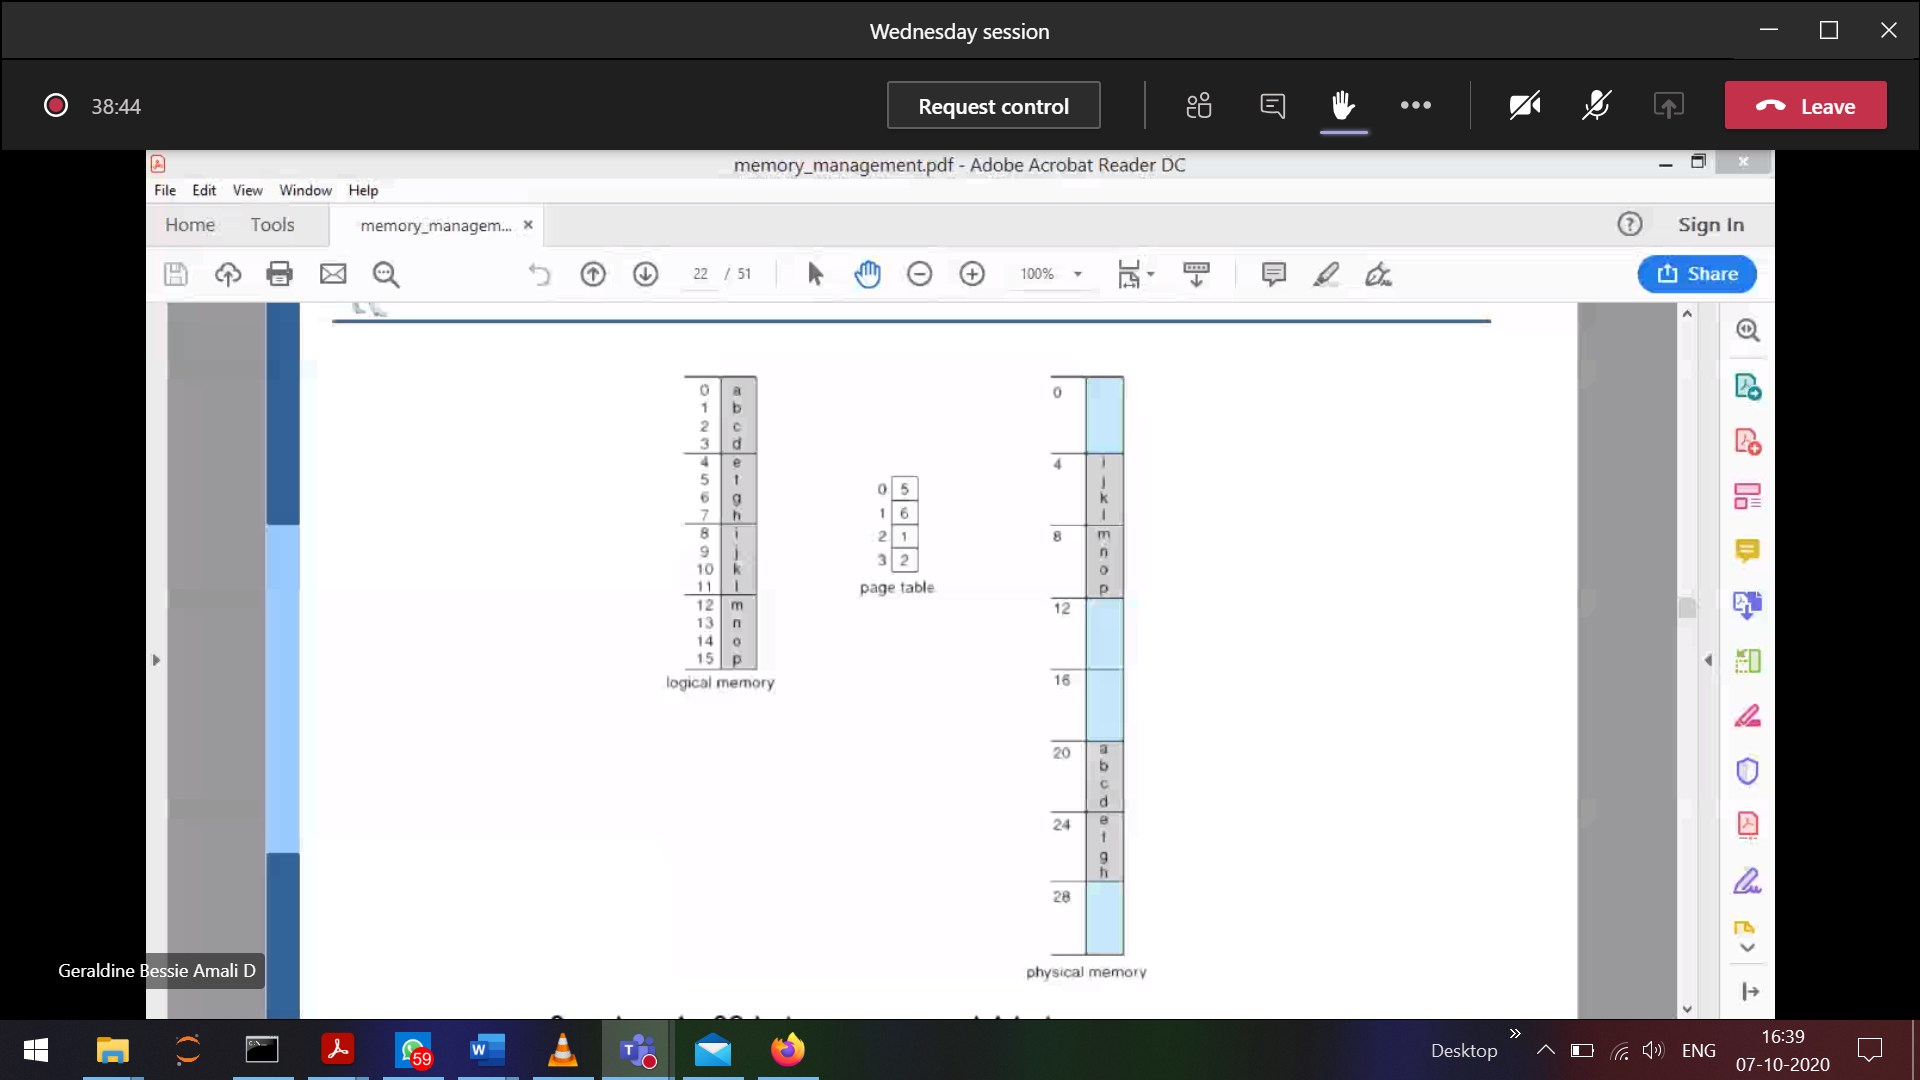 Wednesday session
38:44
Request control
Leave
memory_management.pdf - Adobe Acrobat Reader DC
File Edit View Window Help
Home Tools memory_managem... ×
Sign In
22 / 51
100%
Share
0 a
1 b
2 c
3 d
4 e
5 f
6 g
7 h
8 i
9 j
10 k
11 l
12 m
13 n
14 o
15 p
logical memory
0 5
1 6
2 1
3 2
page table
0
4 i
j
k
l
8 m
n
o
p
12
16
20 a
b
c
d
24 e
f
g
h
28
physical memory
Geraldine Bessie Amali D
59
Desktop
ENG
16:39
07-10-2020